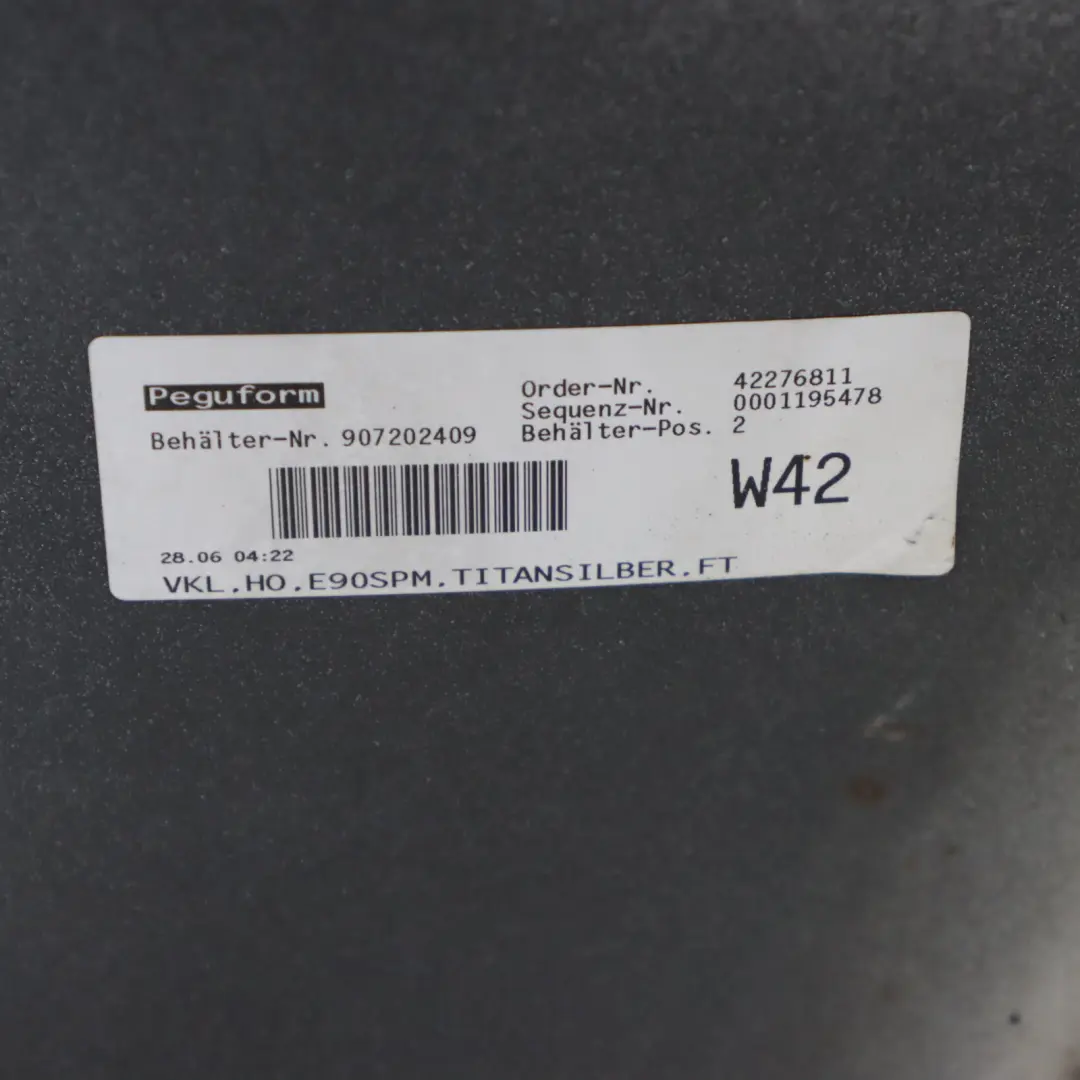 Peguform
Behälter-Nr. 907202409
Order-Nr. 42276811
Sequenz-Nr. 0001195478
Behälter-Pos. 2
W42
28.06 04:22
VKL.HO.E90SPM.TITANSILBER.FT